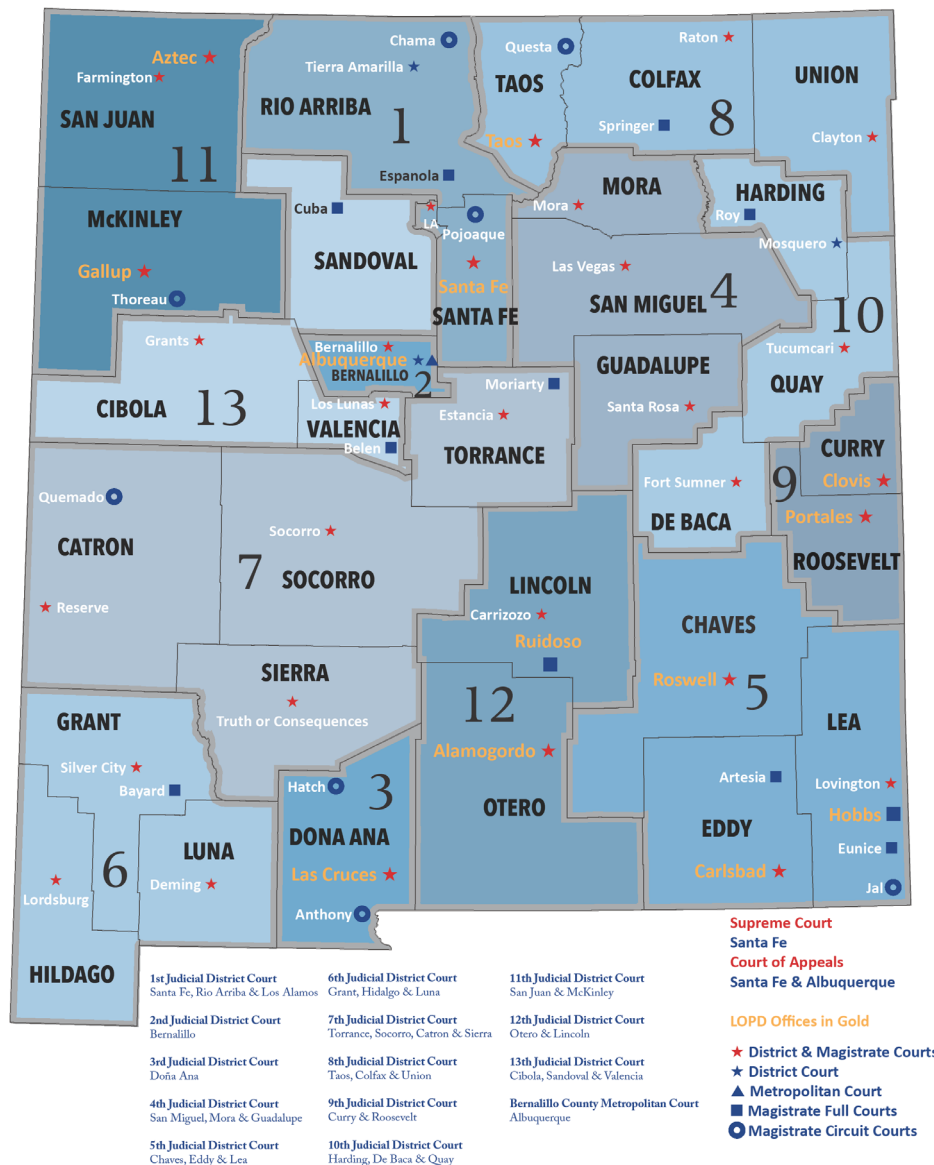 Chama
Questa
Raton
Aztec
Tierra Amarilla
Farmington
TAOS
COLFAX
UNION
RIO ARRIBA
SAN JUAN
1
8
Springer
Taos
Clayton
11
Espanola
MORA
HARDING
Cuba
LA
Mora
Roy
McKINLEY
Pojoaque
Mosquero
Gallup
SANDOVAL
Las Vegas
Thoreau
Santa Fe
SAN MIGUEL
4
10
SANTA FE
Grants
Bernalillo
Tucumcari
Albuquerque
BERNALILLO
2
GUADALUPE
QUAY
Moriarty
CIBOLA
13
Los Lunas
Estancia
Santa Rosa
VALENCIA
Belen
TORRANCE
CURRY
Quemado
Fort Sumner
9
Clovis
Socorro
DE BACA
Portales
CATRON
7
SOCORRO
LINCOLN
ROOSEVELT
Reserve
Carrizozo
CHAVES
Ruidoso
SIERRA
Roswell
5
Truth or Consequences
12
GRANT
LEA
Alamogordo
Silver City
Bayard
Hatch
3
Artesia
Lovington
OTERO
Hobbs
DONA ANA
EDDY
LUNA
Eunice
6
Las Cruces
Carlsbad
Deming
Jal
Lordsburg
Anthony
HILDAGO
Supreme Court
Santa Fe
Court of Appeals
Santa Fe & Albuquerque
LOPD Offices in Gold
District & Magistrate Courts
District Court
Metropolitan Court
Magistrate Full Courts
Magistrate Circuit Courts
1st Judicial District Court
Santa Fe, Rio Arriba & Los Alamos
2nd Judicial District Court
Bernalillo
3rd Judicial District Court
Doña Ana
4th Judicial District Court
San Miguel, Mora & Guadalupe
5th Judicial District Court
Chaves, Eddy & Lea
6th Judicial District Court
Grant, Hidalgo & Luna
7th Judicial District Court
Torrance, Socorro, Catron & Sierra
8th Judicial District Court
Taos, Colfax & Union
9th Judicial District Court
Curry & Roosevelt
10th Judicial District Court
Harding, De Baca & Quay
11th Judicial District Court
San Juan & McKinley
12th Judicial District Court
Otero & Lincoln
13th Judicial District Court
Cibola, Sandoval & Valencia
Bernalillo County Metropolitan Court
Albuquerque